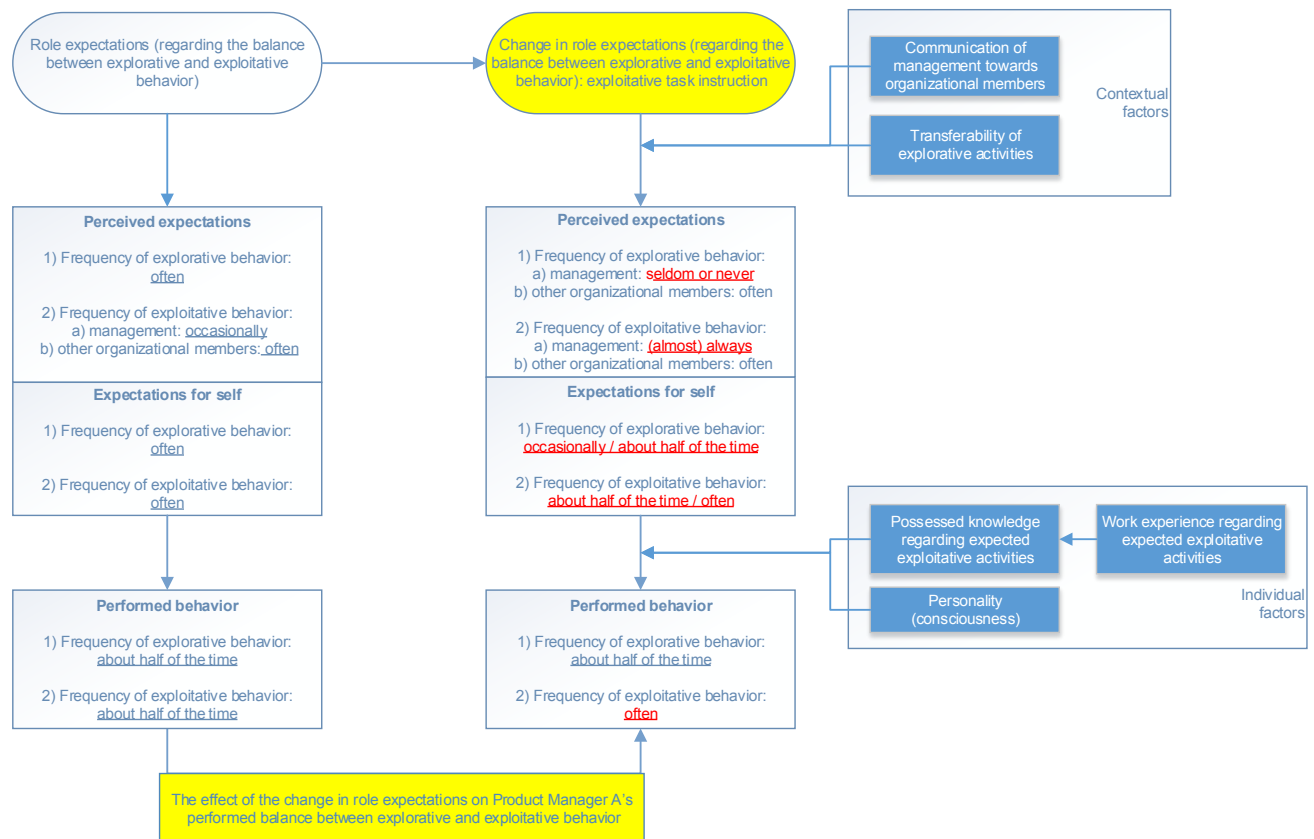 Role expectations (regarding the balance
between explorative and exploitative
behavior)
Change in role expectations (regarding the
balance between explorative and exploitative
behavior): exploitative task instruction
Communication of
management towards
organizational members
Contextual
factors
Transferability of
explorative activities
Perceived expectations
1) Frequency of explorative behavior:
often
2) Frequency of exploitative behavior:
a) management: occasionally
b) other organizational members: often
Expectations for self
1) Frequency of explorative behavior:
often
2) Frequency of exploitative behavior:
often
Perceived expectations
1) Frequency of explorative behavior:
a) management: seldom or never
b) other organizational members: often
2) Frequency of exploitative behavior:
a) management: (almost) always
b) other organizational members: often
Expectations for self
1) Frequency of explorative behavior:
occasionally / about half of the time
2) Frequency of exploitative behavior:
about half of the time / often
Possessed knowledge
regarding expected
exploitative activities
Work experience regarding
expected exploitative
activities
Personality
(consciousness)
Individual
factors
Performed behavior
1) Frequency of explorative behavior:
about half of the time
2) Frequency of exploitative behavior:
about half of the time
Performed behavior
1) Frequency of explorative behavior:
about half of the time
2) Frequency of exploitative behavior:
often
The effect of the change in role expectations on Product Manager A's
performed balance between explorative and exploitative behavior